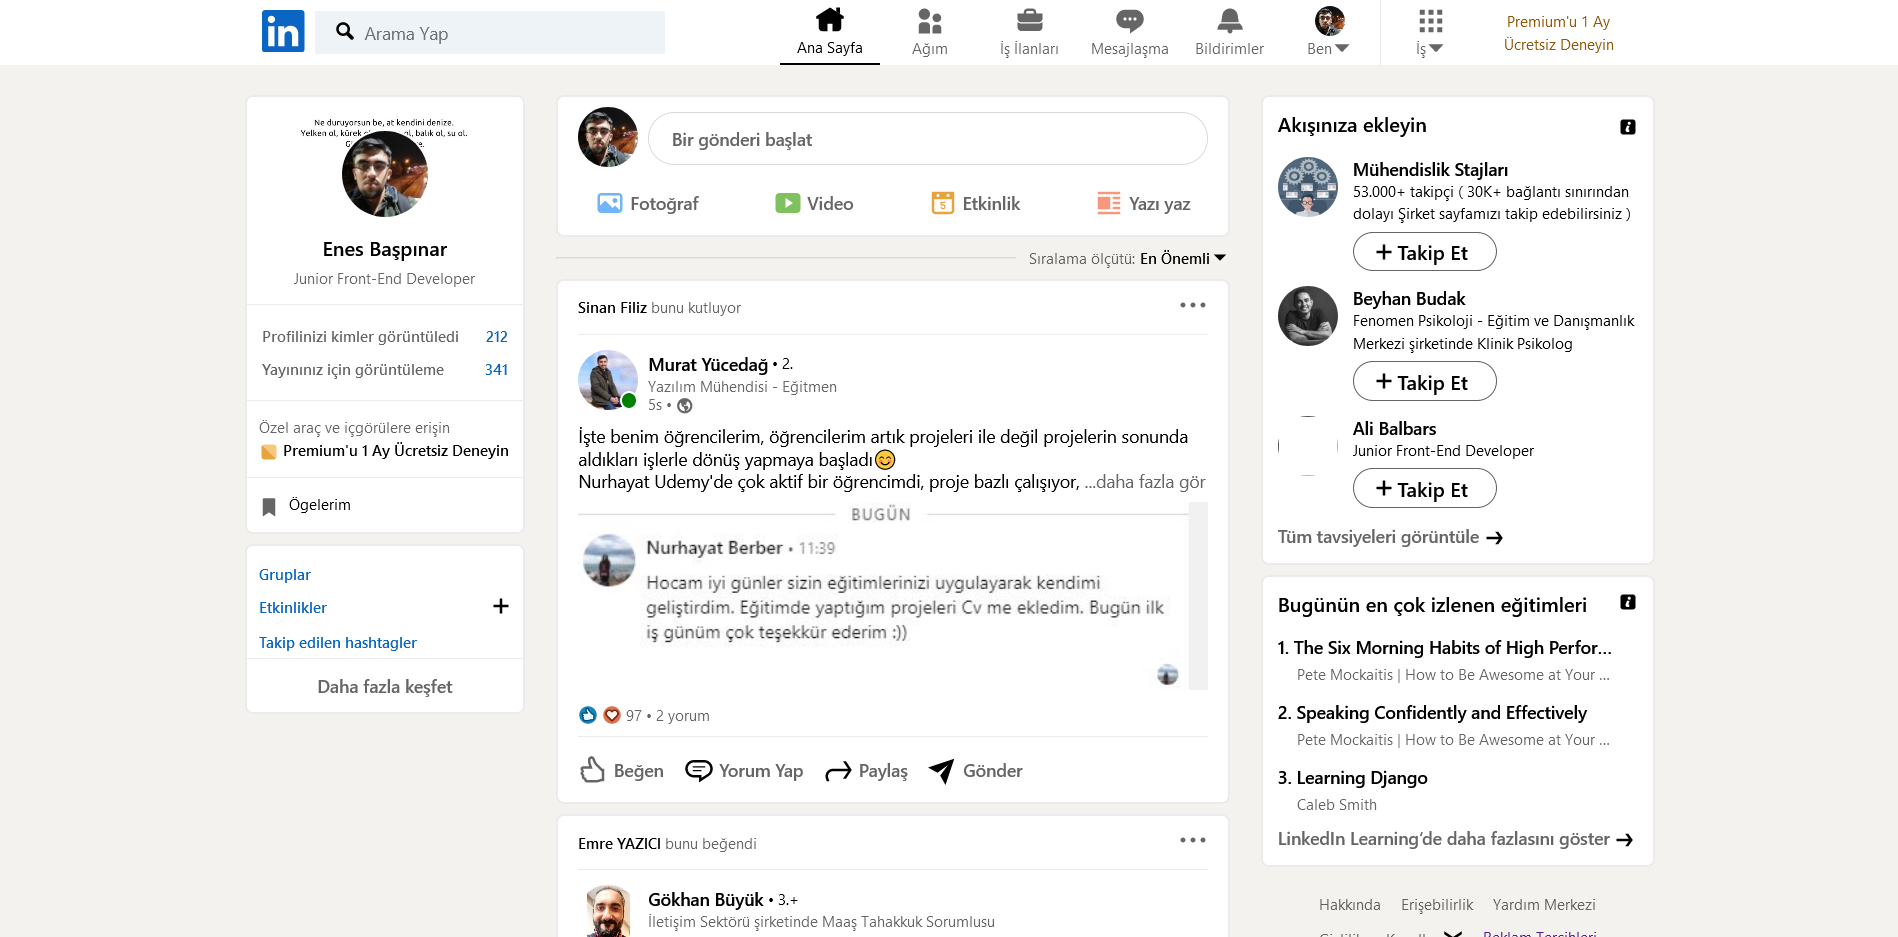 in
Arama Yap
Ana Sayfa
Ağım
İş İlanları
Mesajlaşma
Bildirimler
Ben
İş
Premium'u 1 Ay
Ücretsiz Deneyin
Ne duruyorsun be, at kendini denize.
Yelken ol, kürek ol, balık ol, su ol.
Enes Başpınar
Junior Front-End Developer
Profilinizi kimler görüntüledi 212
Yayınınız için görüntüleme 341
Özel araç ve içgörülere erişin
Premium'u 1 Ay Ücretsiz Deneyin
Ögelerim
Gruplar
Etkinlikler
Takip edilen hashtagler
Daha fazla keşfet
Bir gönderi başlat
Fotoğraf
Video
5 Etkinlik
Yazı yaz
Sıralama ölçütü: En Önemli
Sinan Filiz bunu kutluyor
Murat Yücedağ • 2.
Yazılım Mühendisi - Eğitmen
5s •
İşte benim öğrencilerim, öğrencilerim artık projeleri ile değil projelerin sonunda
aldıkları işlerle dönüş yapmaya başladı😊
Nurhayat Udemy'de çok aktif bir öğrencimdi, proje bazlı çalışıyor, ...daha fazla gör
BUGÜN
Nurhayat Berber • 11:39
Hocam iyi günler sizin eğitimlerinizi uygulayarak kendimi
geliştirdim. Eğitimde yaptığım projeleri Cv me ekledim. Bugün ilk
iş günüm çok teşekkür ederim :))
97 • 2 yorum
Beğen
Yorum Yap
Paylaş
Gönder
Emre YAZICI bunu beğendi
Gökhan Büyük • 3.+
İletişim Sektörü şirketinde Maaş Tahakkuk Sorumlusu
Akışınıza ekleyin
Mühendislik Stajları
53.000+ takipçi ( 30K+ bağlantı sınırından
dolayı Şirket sayfamızı takip edebilirsiniz )
+ Takip Et
Beyhan Budak
Fenomen Psikoloji - Eğitim ve Danışmanlık
Merkezi şirketinde Klinik Psikolog
+ Takip Et
Ali Balbars
Junior Front-End Developer
+ Takip Et
Tüm tavsiyeleri görüntüle →
Bugünün en çok izlenen eğitimleri
1. The Six Morning Habits of High Perfor...
Pete Mockaitis | How to Be Awesome at Your ...
2. Speaking Confidently and Effectively
Pete Mockaitis | How to Be Awesome at Your ...
3. Learning Django
Caleb Smith
LinkedIn Learning‘de daha fazlasını göster →
Hakkında
Erişebilirlik
Yardım Merkezi
Reklam Tercihleri